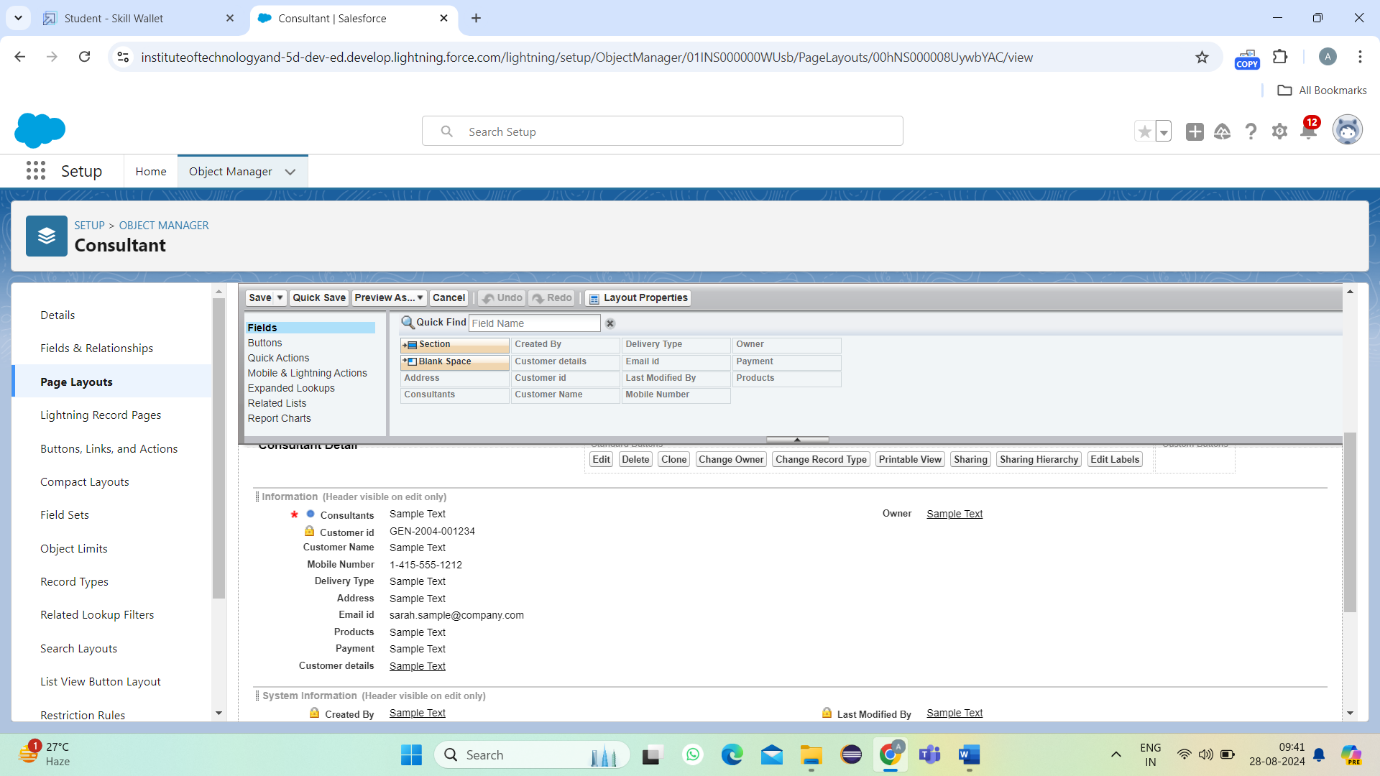 Student - Skill Wallet
Consultant | Salesforce
instituteoftechnologyand-5d-dev-ed.develop.lightning.force.com/lightning/setup/ObjectManager/01INS000000WUsb/PageLayouts/00hNS000008UywbYAC/view
COPY
A
All Bookmarks
Search Setup
12
Setup
Home
Object Manager
SETUP > OBJECT MANAGER
Consultant
Details
Fields & Relationships
Page Layouts
Lightning Record Pages
Buttons, Links, and Actions
Compact Layouts
Field Sets
Object Limits
Record Types
Related Lookup Filters
Search Layouts
List View Button Layout
Restriction Rules
Save Quick Save Preview As... Cancel Undo Redo Layout Properties
Fields
Buttons
Quick Actions
Mobile & Lightning Actions
Expanded Lookups
Related Lists
Report Charts
Quick Find Field Name
Section Created By Delivery Type Owner
Blank Space Customer details Email id Payment
Address Customer id Last Modified By Products
Consultants Customer Name Mobile Number
Consultant Detail Standard Buttons Custom Buttons
Edit Delete Clone Change Owner Change Record Type Printable View Sharing Sharing Hierarchy Edit Labels
Information (Header visible on edit only)
* Consultants Sample Text Owner Sample Text
Customer id GEN-2004-001234
Customer Name Sample Text
Mobile Number 1-415-555-1212
Delivery Type Sample Text
Address Sample Text
Email id sarah.sample@company.com
Products Sample Text
Payment Sample Text
Customer details Sample Text
System Information (Header visible on edit only)
Created By Sample Text Last Modified By Sample Text
1
27°C
Haze
Search
A
ENG
IN
09:41
28-08-2024
PRE